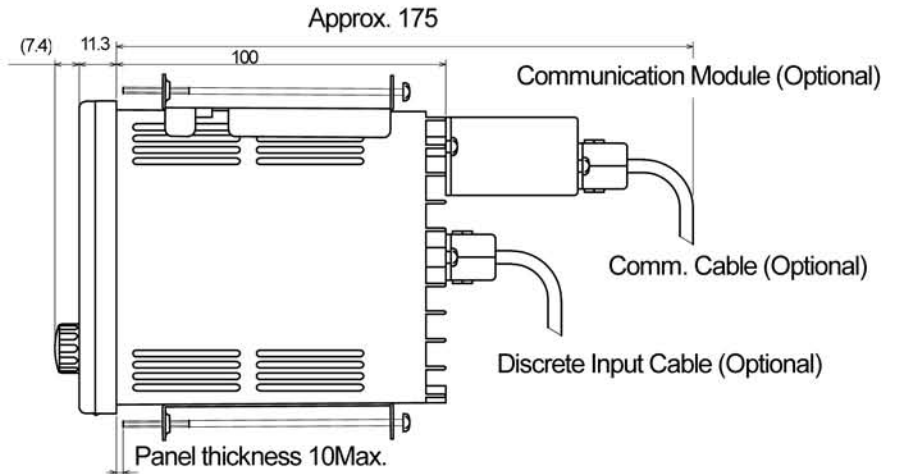 Approx. 175
(7.4)
11.3
100
Communication Module (Optional)
Comm. Cable (Optional)
Discrete Input Cable (Optional)
Panel thickness 10Max.